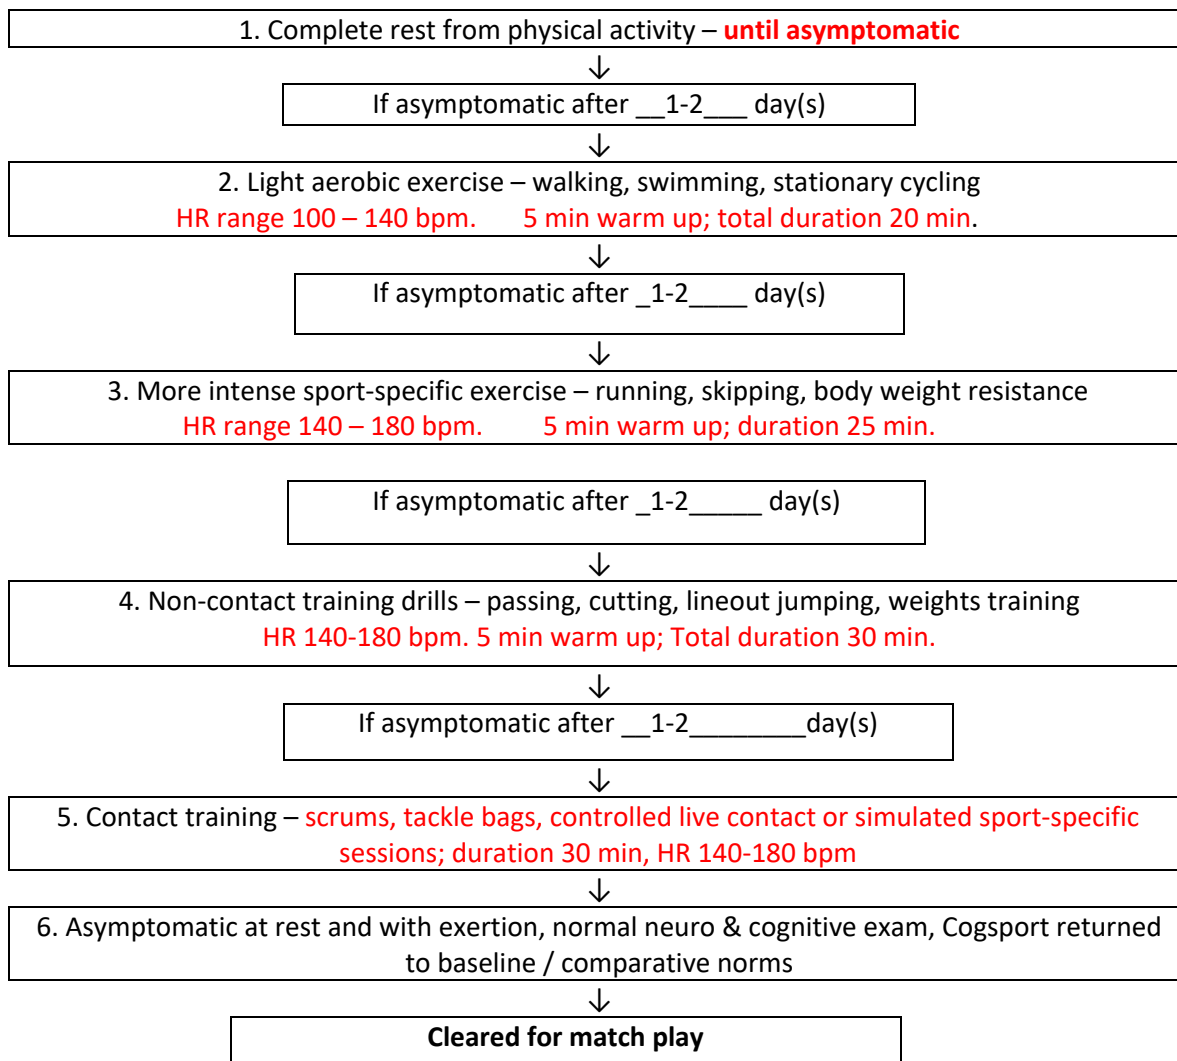 1. Complete rest from physical activity – until asymptomatic
↓
If asymptomatic after __1-2___ day(s)
↓
2. Light aerobic exercise – walking, swimming, stationary cycling
HR range 100 – 140 bpm. 5 min warm up; total duration 20 min.
↓
If asymptomatic after _1-2____ day(s)
↓
3. More intense sport-specific exercise – running, skipping, body weight resistance
HR range 140 – 180 bpm. 5 min warm up; duration 25 min.
If asymptomatic after _1-2_____ day(s)
↓
4. Non-contact training drills – passing, cutting, lineout jumping, weights training
HR 140-180 bpm. 5 min warm up; Total duration 30 min.
↓
If asymptomatic after __1-2________day(s)
↓
5. Contact training – scrums, tackle bags, controlled live contact or simulated sport-specific
sessions; duration 30 min, HR 140-180 bpm
↓
6. Asymptomatic at rest and with exertion, normal neuro & cognitive exam, Cogsport returned
to baseline / comparative norms
↓
Cleared for match play